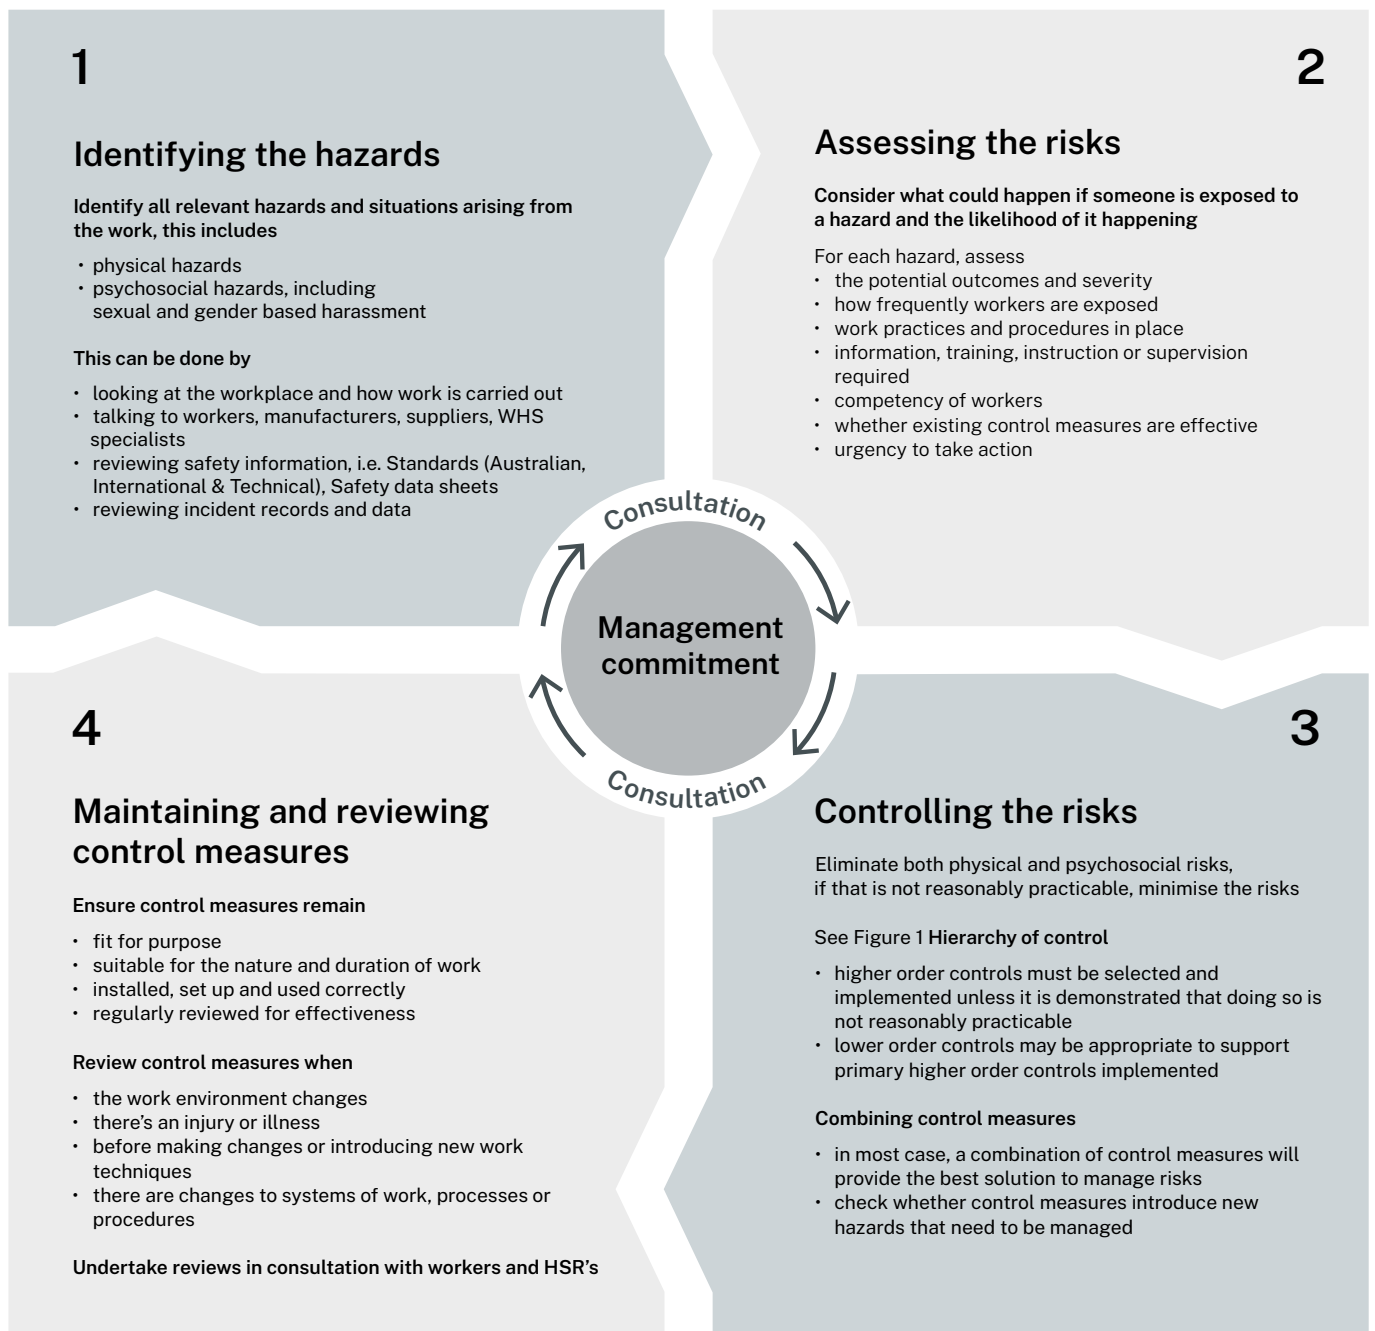 1
Identifying the hazards
Identify all relevant hazards and situations arising from
the work, this includes
• physical hazards
• psychosocial hazards, including
sexual and gender based harassment
This can be done by
• looking at the workplace and how work is carried out
• talking to workers, manufacturers, suppliers, WHS
specialists
• reviewing safety information, i.e. Standards (Australian,
International & Technical), Safety data sheets
• reviewing incident records and data
2
Assessing the risks
Consider what could happen if someone is exposed to
a hazard and the likelihood of it happening
For each hazard, assess
• the potential outcomes and severity
• how frequently workers are exposed
• work practices and procedures in place
• information, training, instruction or supervision
required
• competency of workers
• whether existing control measures are effective
• urgency to take action
Consultation
Management
commitment
Consultation
3
Controlling the risks
Eliminate both physical and psychosocial risks,
if that is not reasonably practicable, minimise the risks
See Figure 1 Hierarchy of control
• higher order controls must be selected and
implemented unless it is demonstrated that doing so is
not reasonably practicable
• lower order controls may be appropriate to support
primary higher order controls implemented
Combining control measures
• in most case, a combination of control measures will
provide the best solution to manage risks
• check whether control measures introduce new
hazards that need to be managed
4
Maintaining and reviewing
control measures
Ensure control measures remain
• fit for purpose
• suitable for the nature and duration of work
• installed, set up and used correctly
• regularly reviewed for effectiveness
Review control measures when
• the work environment changes
• there's an injury or illness
• before making changes or introducing new work
techniques
• there are changes to systems of work, processes or
procedures
Undertake reviews in consultation with workers and HSR's